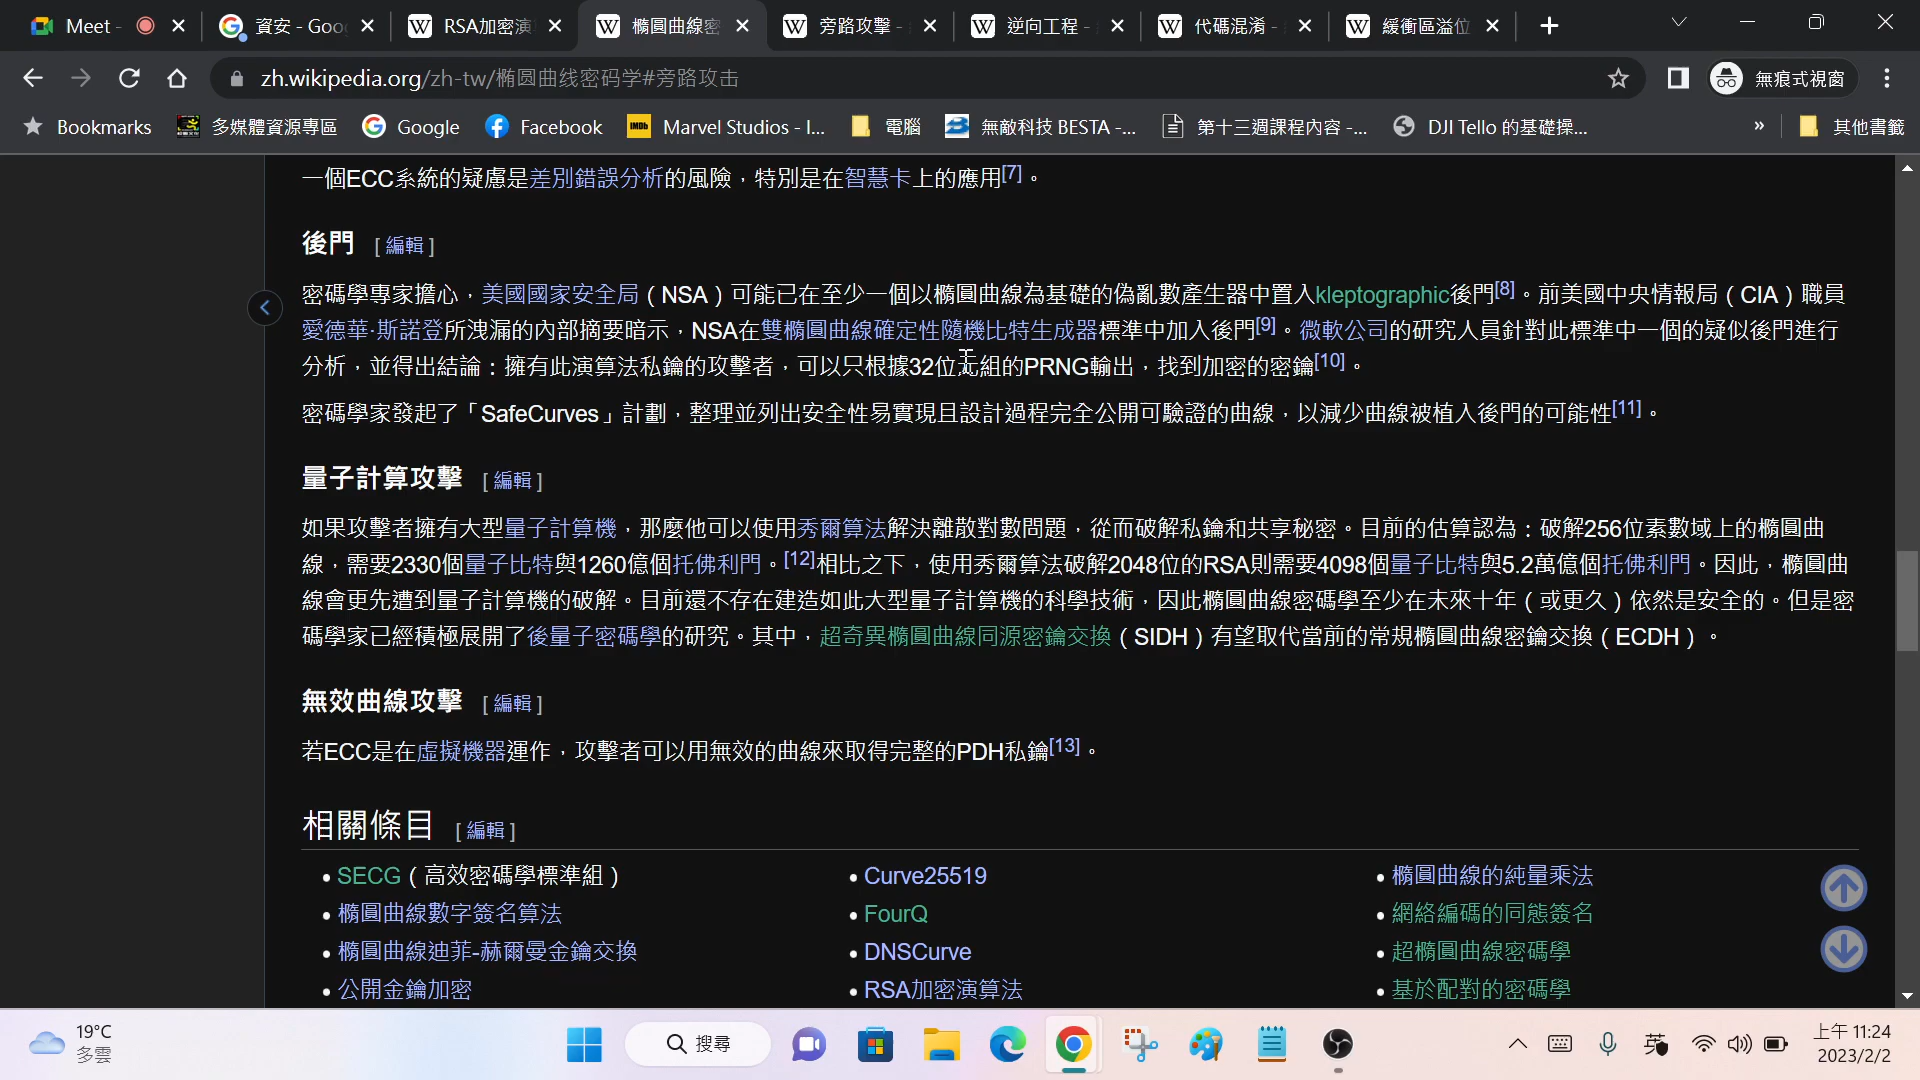 Meet -
資安 - Goo
RSA加密演
橢圓曲線密
旁路攻擊 -
逆向工程 -
代碼混淆 -
緩衝區溢位
zh.wikipedia.org/zh-tw/椭圆曲线密码学#旁路攻击
無痕式視窗
Bookmarks
多媒體資源專區
Google
Facebook
IMDb
Marvel Studios - I...
電腦
無敵科技 BESTA -...
第十三週課程內容 -...
DJI Tello 的基礎操...
»
其他書籤
一個ECC系統的疑慮是差別錯誤分析的風險，特別是在智慧卡上的應用[7]。
後門 [編輯]
密碼學專家擔心，美國國家安全局（NSA）可能已在至少一個以橢圓曲線為基礎的偽亂數產生器中置入kleptographic後門[8]。前美國中央情報局（CIA）職員
愛德華·斯諾登所洩漏的內部摘要暗示，NSA在雙橢圓曲線確定性隨機比特生成器標準中加入後門[9]。微軟公司的研究人員針對此標準中一個的疑似後門進行
分析，並得出結論：擁有此演算法私鑰的攻擊者，可以只根據32位元組的PRNG輸出，找到加密的密鑰[10]。
密碼學家發起了「SafeCurves」計劃，整理並列出安全性易實現且設計過程完全公開可驗證的曲線，以減少曲線被植入後門的可能性[11]。
量子計算攻擊 [編輯]
如果攻擊者擁有大型量子計算機，那麼他可以使用秀爾算法解決離散對數問題，從而破解私鑰和共享秘密。目前的估算認為：破解256位素數域上的橢圓曲
線，需要2330個量子比特與1260億個托佛利門。[12]相比之下，使用秀爾算法破解2048位的RSA則需要4098個量子比特與5.2萬億個托佛利門。因此，橢圓曲
線會更先遭到量子計算機的破解。目前還不存在建造如此大型量子計算機的科學技術，因此橢圓曲線密碼學至少在未來十年（或更久）依然是安全的。但是密
碼學家已經積極展開了後量子密碼學的研究。其中，超奇異橢圓曲線同源密鑰交換（SIDH）有望取代當前的常規橢圓曲線密鑰交換（ECDH）。
無效曲線攻擊 [編輯]
若ECC是在虛擬機器運作，攻擊者可以用無效的曲線來取得完整的PDH私鑰[13]。
相關條目 [編輯]
SECG（高效密碼學標準組）
橢圓曲線數字簽名算法
橢圓曲線迪菲-赫爾曼金鑰交換
公開金鑰加密
Curve25519
FourQ
DNSCurve
RSA加密演算法
橢圓曲線的純量乘法
網絡編碼的同態簽名
超橢圓曲線密碼學
基於配對的密碼學
19°C
多雲
搜尋
英
上午 11:24
2023/2/2